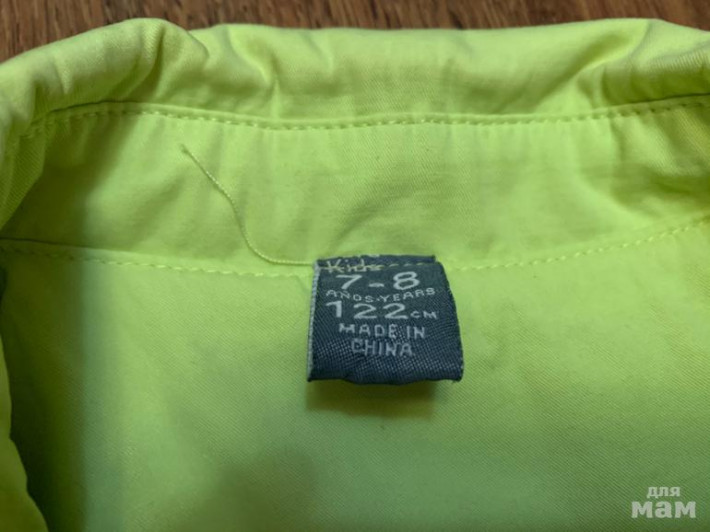 Kids
7-8
AÑOS-YEARS
122CM
MADE IN
CHINA
для
мам